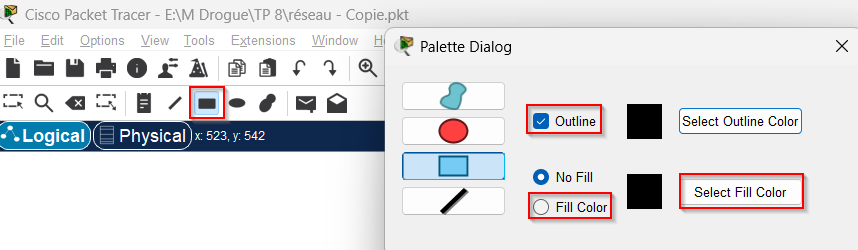 Cisco Packet Tracer - E:\M Drogue\TP 8\réseau - Copie.pkt
File Edit Options View Tools Extensions Window Help
Logical Physical x: 523, y: 542
Palette Dialog
Outline
Select Outline Color
No Fill
Fill Color
Select Fill Color